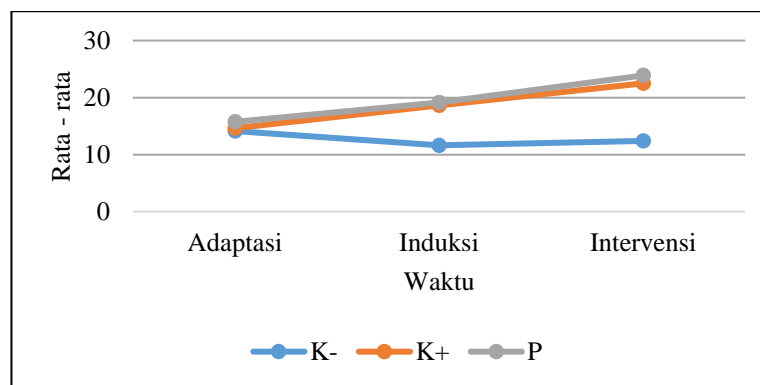 30
20
10
0
Rata - rata
Adaptasi Induksi Intervensi
Waktu
K- K+ P